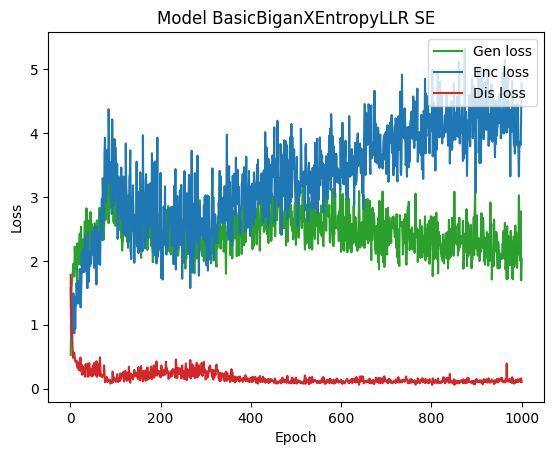 Model BasicBiganXEntropyLLR SE
Gen loss
Enc loss
Dis loss
5
4
3
2
1
0
Loss
0 200 400 600 800 1000
Epoch